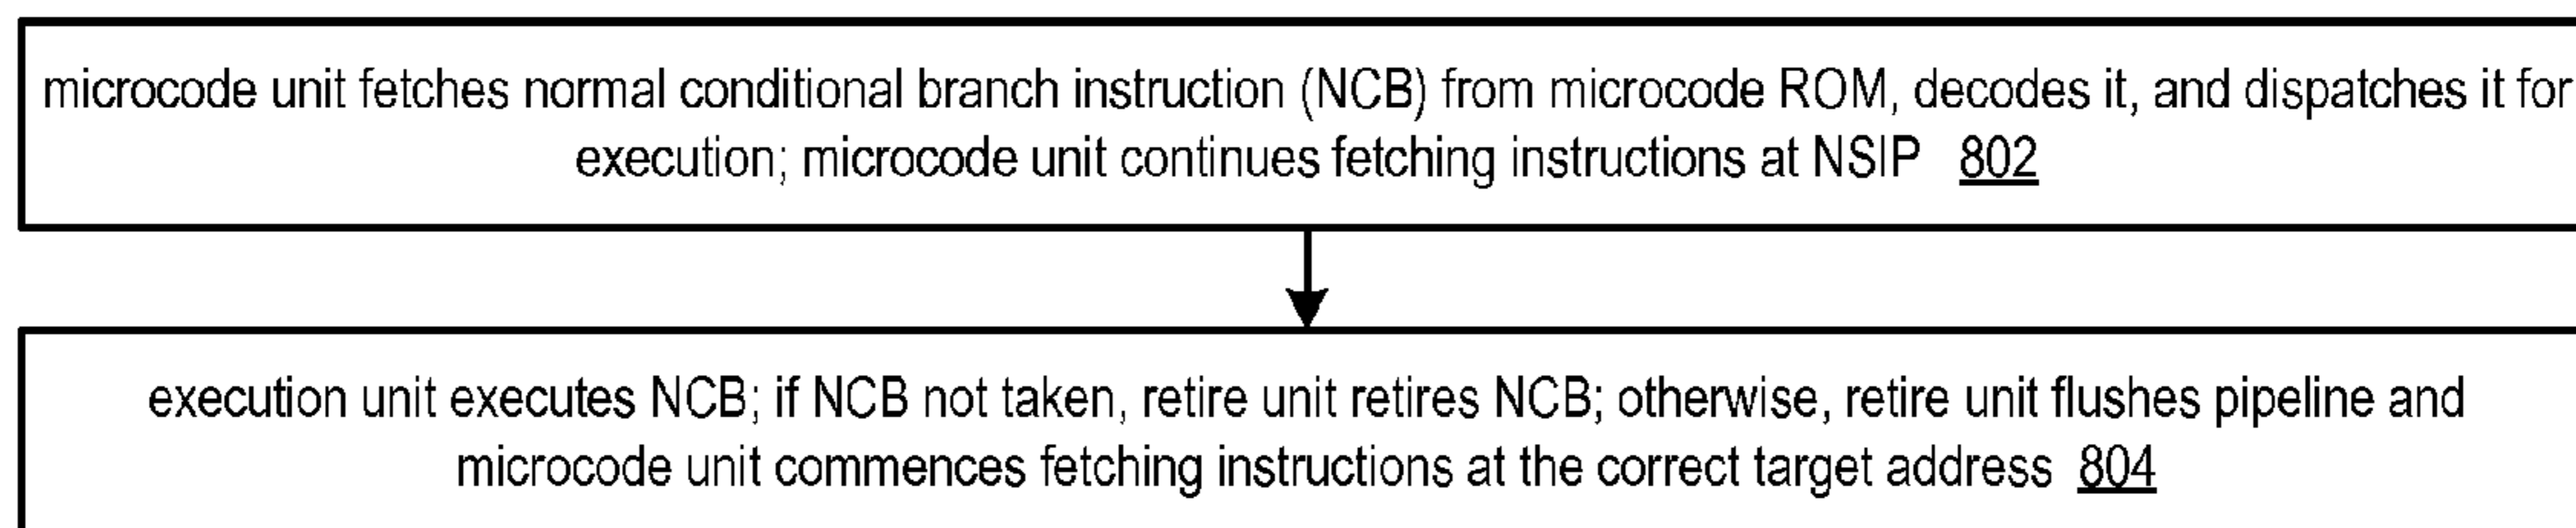 microcode unit fetches normal conditional branch instruction (NCB) from microcode ROM, decodes it, and dispatches it for
execution; microcode unit continues fetching instructions at NSIP 802
execution unit executes NCB; if NCB not taken, retire unit retires NCB; otherwise, retire unit flushes pipeline and
microcode unit commences fetching instructions at the correct target address 804